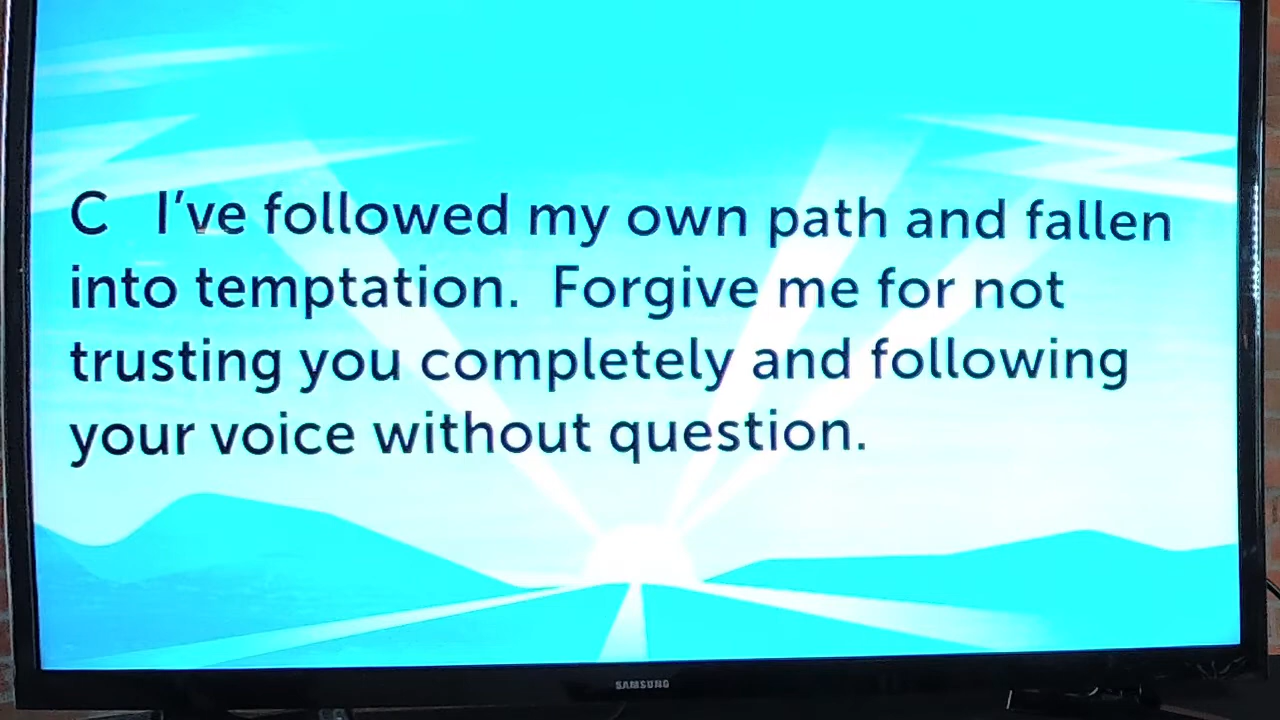 C I've followed my own path and fallen
into temptation. Forgive me for not
trusting you completely and following
your voice without question.
SAMSUNG